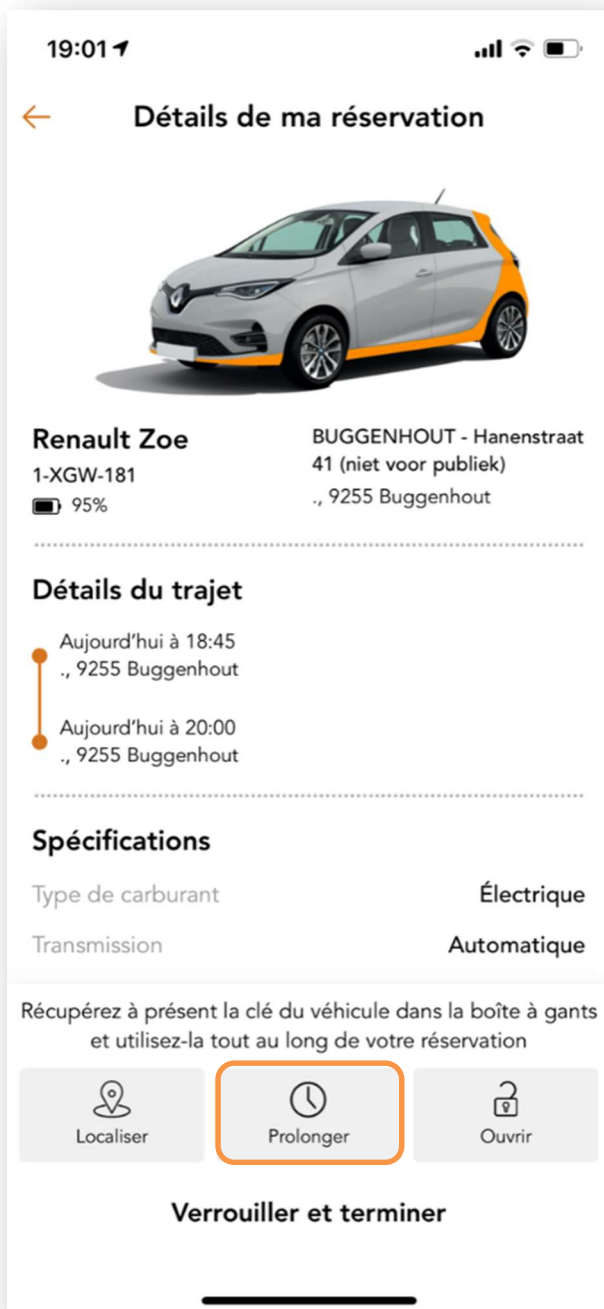 19:01
Détails de ma réservation
Renault Zoe
1-XGW-181
95%
BUGGENHOUT - Hanenstraat
41 (niet voor publiek)
., 9255 Buggenhout
Détails du trajet
Aujourd'hui à 18:45
., 9255 Buggenhout
Aujourd'hui à 20:00
., 9255 Buggenhout
Spécifications
Type de carburant Électrique
Transmission Automatique
Récupérez à présent la clé du véhicule dans la boîte à gants
et utilisez-la tout au long de votre réservation
Localiser Prolonger Ouvrir
Verrouiller et terminer